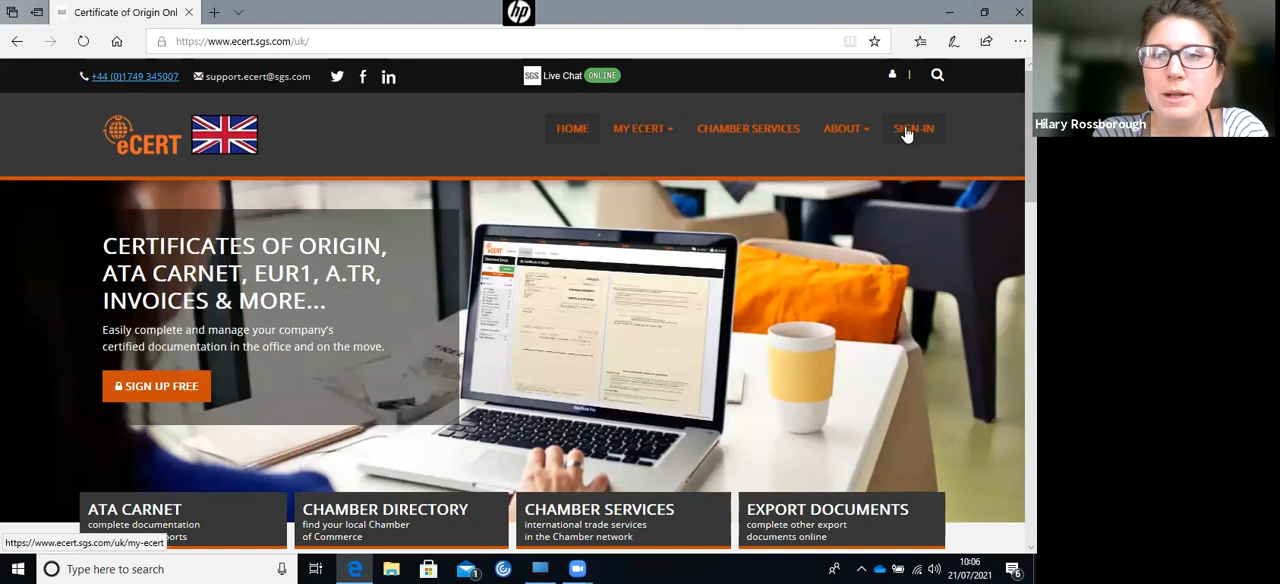 Certificate of Origin Onl
https://www.ecert.sgs.com/uk/
+44 (0)1749 345007
support.ecert@sgs.com
SGS Live Chat ONLINE
eCERT
HOME
MY ECERT
CHAMBER SERVICES
ABOUT
SIGN-IN
Hilary Rossborough
CERTIFICATES OF ORIGIN,
ATA CARNET, EUR1, A.TR,
INVOICES & MORE...
Easily complete and manage your company's
certified documentation in the office and on the move.
SIGN UP FREE
ATA CARNET
complete documentation
ports
CHAMBER DIRECTORY
find your local Chamber
of Commerce
CHAMBER SERVICES
international trade services
in the Chamber network
EXPORT DOCUMENTS
complete other export
documents online
https://www.ecert.sgs.com/uk/my-ecert
Type here to search
1
10:06
21/07/2021
6
hp